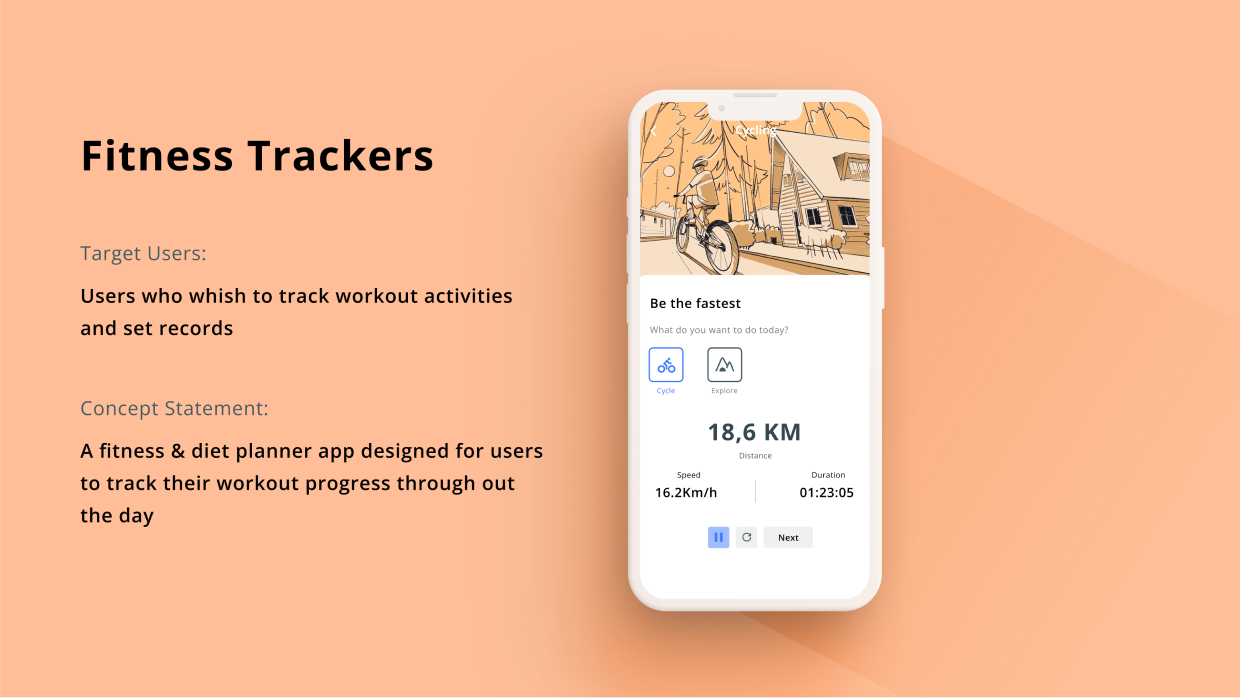 Fitness Trackers
Target Users:
Users who whish to track workout activities
and set records
Concept Statement:
A fitness & diet planner app designed for users
to track their workout progress through out
the day
Cycling
Be the fastest
What do you want to do today?
Cycle
Explore
18,6 KM
Distance
Speed
Duration
16.2Km/h
01:23:05
Next